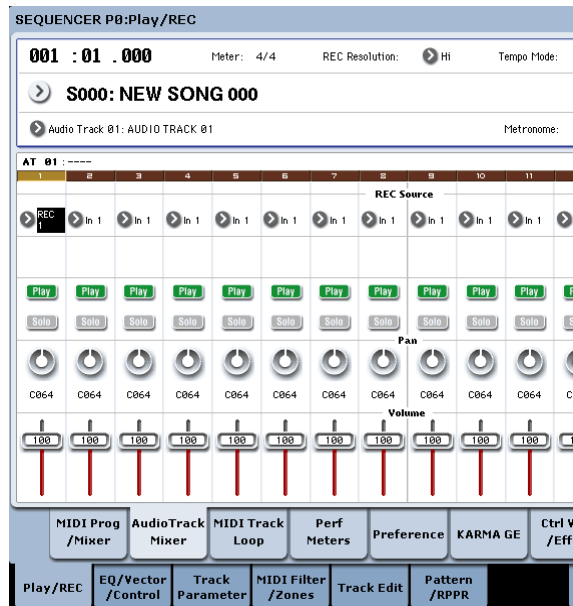 SEQUENCER P0:Play/REC
001 :01 .000 Meter: 4/4 REC Resolution: Hi Tempo Mode:
S000: NEW SONG 000
Audio Track 01: AUDIO TRACK 01 Metronome:
AT 01 :----
1 2 3 4 5 6 7 8 9 10 11
REC Source
REC 1 In 1 In 1 In 1 In 1 In 1 In 1 In 1 In 1 In 1 In 1
Play Play Play Play Play Play Play Play Play Play Play
Solo Solo Solo Solo Solo Solo Solo Solo Solo Solo Solo
Pan
C064 C064 C064 C064 C064 C064 C064 C064 C064 C064 C064
Volume
100 100 100 100 100 100 100 100 100 100 100
MIDI Prog /Mixer AudioTrack Mixer MIDI Track Loop Perf Meters Preference KARMA GE Ctrl
Play/REC EQ/Vector /Control Track Parameter MIDI Filter /Zones Track Edit Pattern /RPPR